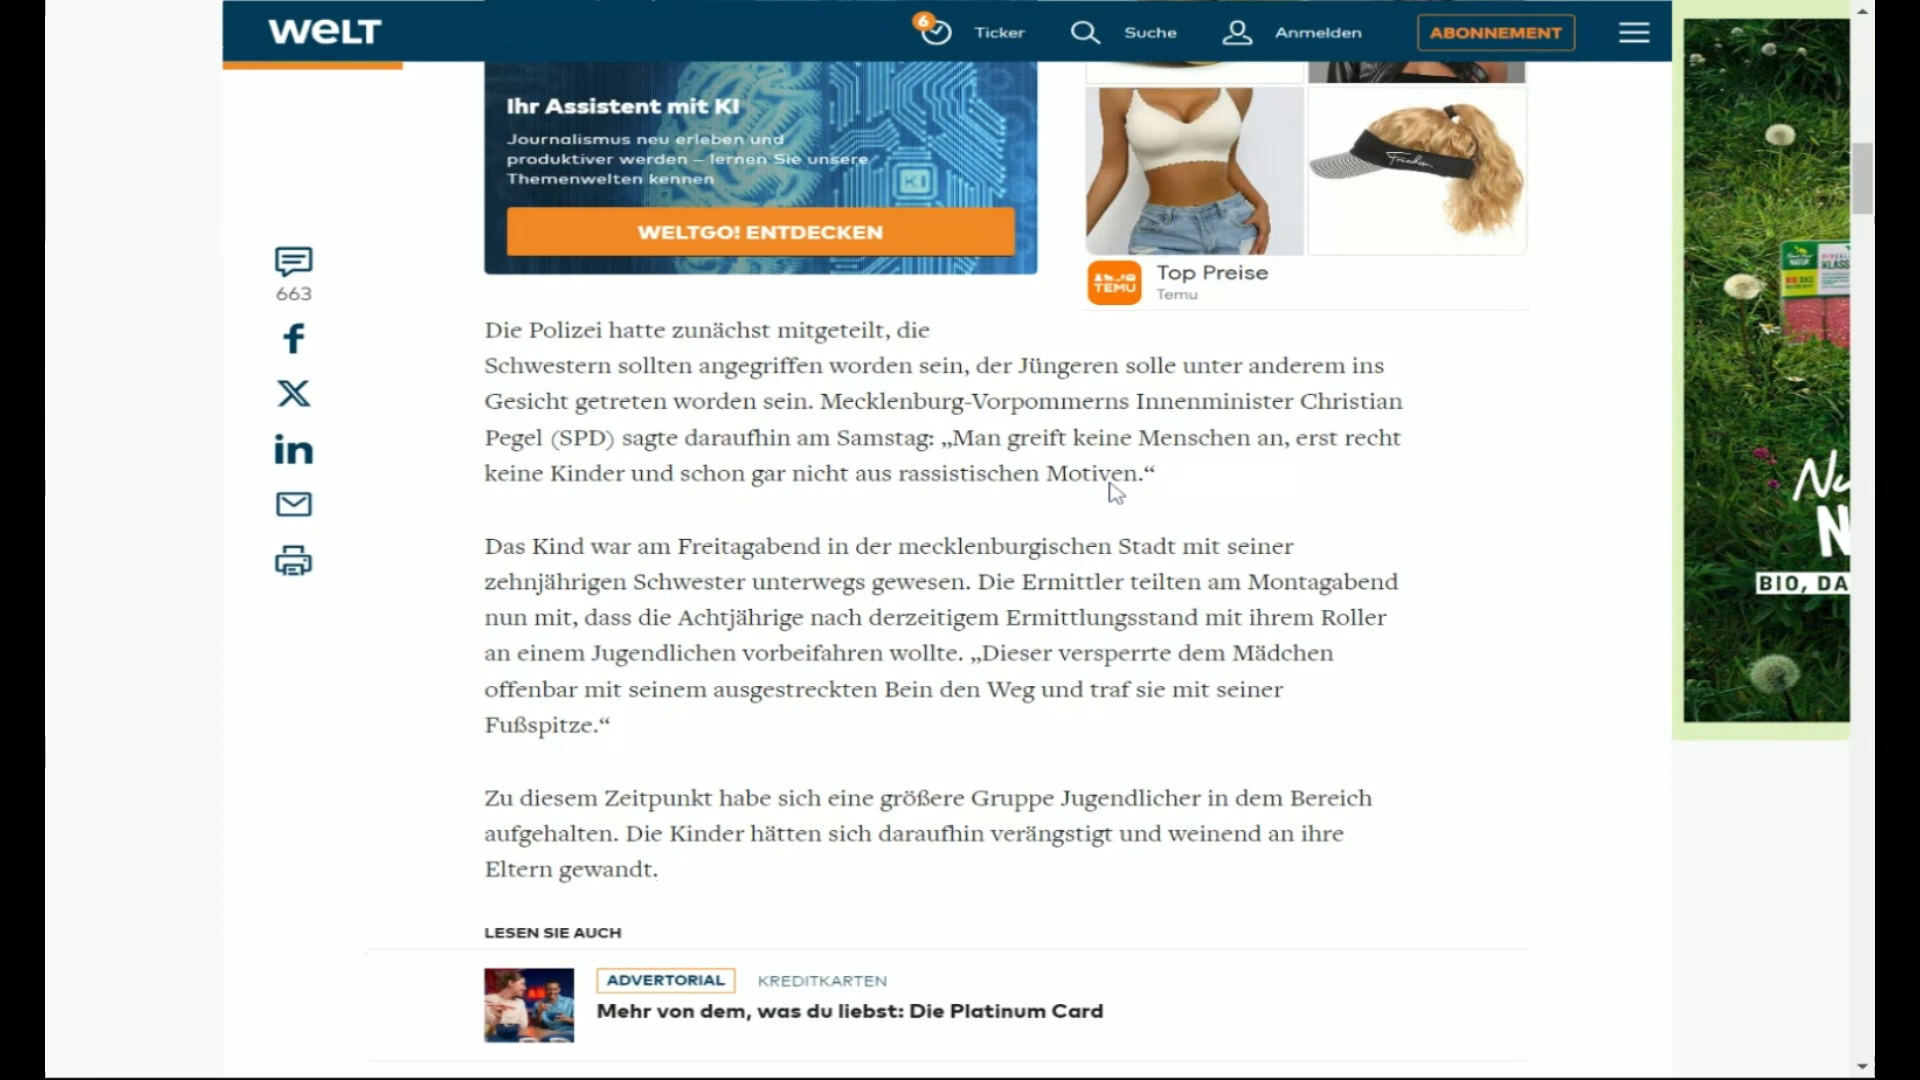 WELT
6
Ticker
Suche
Anmelden
ABONNEMENT
Ihr Assistent mit KI
Journalismus neu erleben und
produktiver werden – lernen Sie unsere
Themenwelten kennen
KI
WELTGO! ENTDECKEN
TEMU
Top Preise
Temu
663
Die Polizei hatte zunächst mitgeteilt, die
Schwestern sollten angegriffen worden sein, der Jüngeren solle unter anderem ins
Gesicht getreten worden sein. Mecklenburg-Vorpommerns Innenminister Christian
Pegel (SPD) sagte daraufhin am Samstag: „Man greift keine Menschen an, erst recht
keine Kinder und schon gar nicht aus rassistischen Motiven.“
Das Kind war am Freitagabend in der mecklenburgischen Stadt mit seiner
zehnjährigen Schwester unterwegs gewesen. Die Ermittler teilten am Montagabend
nun mit, dass die Achtjährige nach derzeitigem Ermittlungsstand mit ihrem Roller
an einem Jugendlichen vorbeifahren wollte. „Dieser versperrte dem Mädchen
offenbar mit seinem ausgestreckten Bein den Weg und traf sie mit seiner
Fußspitze.“
Zu diesem Zeitpunkt habe sich eine größere Gruppe Jugendlicher in dem Bereich
aufgehalten. Die Kinder hätten sich daraufhin verängstigt und weinend an ihre
Eltern gewandt.
LESEN SIE AUCH
ADVERTORIAL
KREDITKARTEN
Mehr von dem, was du liebst: Die Platinum Card
Nu
N
BIO, DA